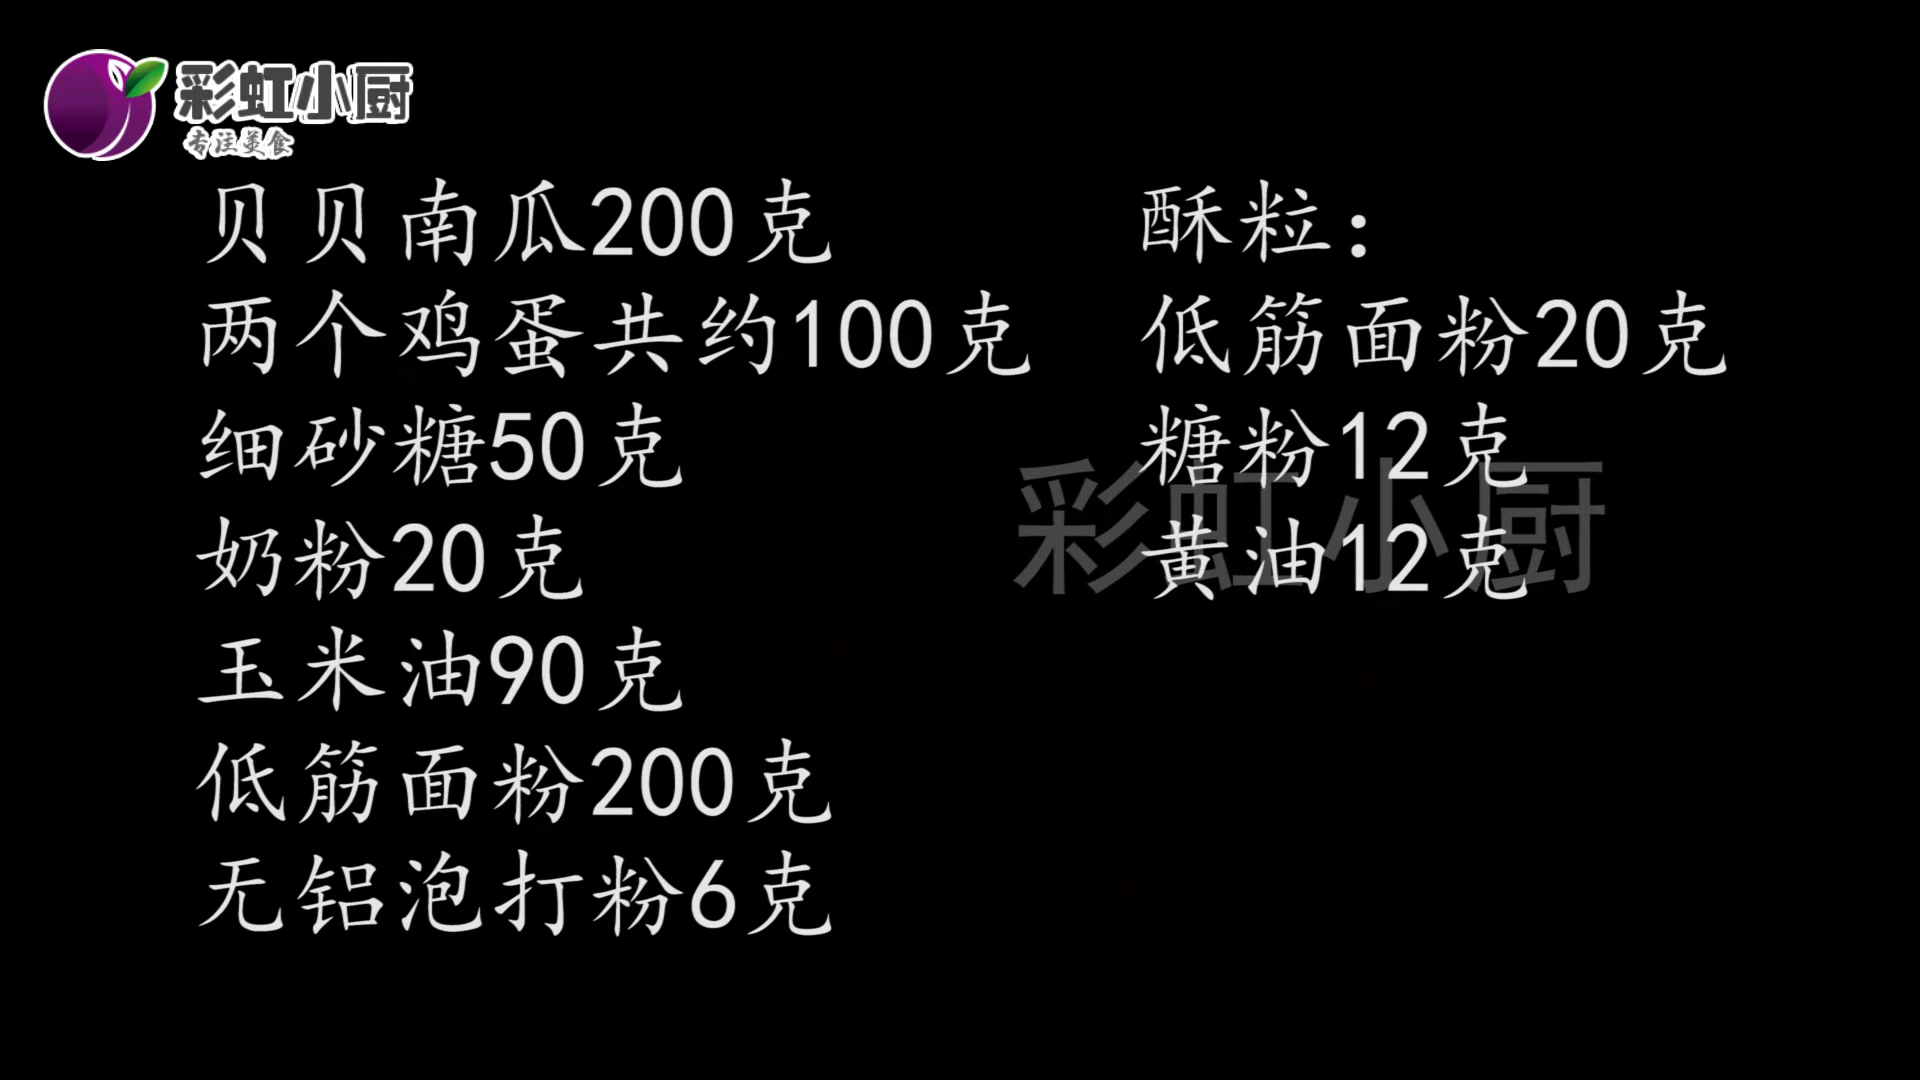 彩虹小厨
专注美食
贝贝南瓜200克
两个鸡蛋共约100克
细砂糖50克
奶粉20克
玉米油90克
低筋面粉200克
无铝泡打粉6克
酥粒：
低筋面粉20克
糖粉12克
黄油12克
彩虹小厨